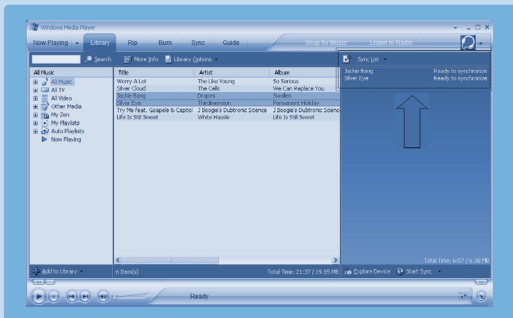 Windows Media Player
Now Playing Library Rip Burn Sync Guide Shop for Music Listen to Radio
Search More Info Library Options Sync List
All Music Title Artist Album
All Music Worry A Lot The Like Young So Serious
All TV Silver Cloud The Cells We Can Replace You
All Video Jackie Bang Drapes Swollen
Other Media Silver Eye Thirdimension Permanent Holiday
My Zen Try Me feat. Goapele & Capitol J Boogie's Dubtronic Science J Boogie's Dubtronic Scienc
My Playlists Life Is Still Sweet White Hassle Life Is Still Sweet
Auto Playlists
Now Playing
Jackie Bang Ready to synchronize
Silver Eye Ready to synchronize
Total Time: 6:57 / 6.38 MB
Add to Library 6 Item(s) Total Time: 21:37 / 19.85 MB Explore Device Start Sync
Ready